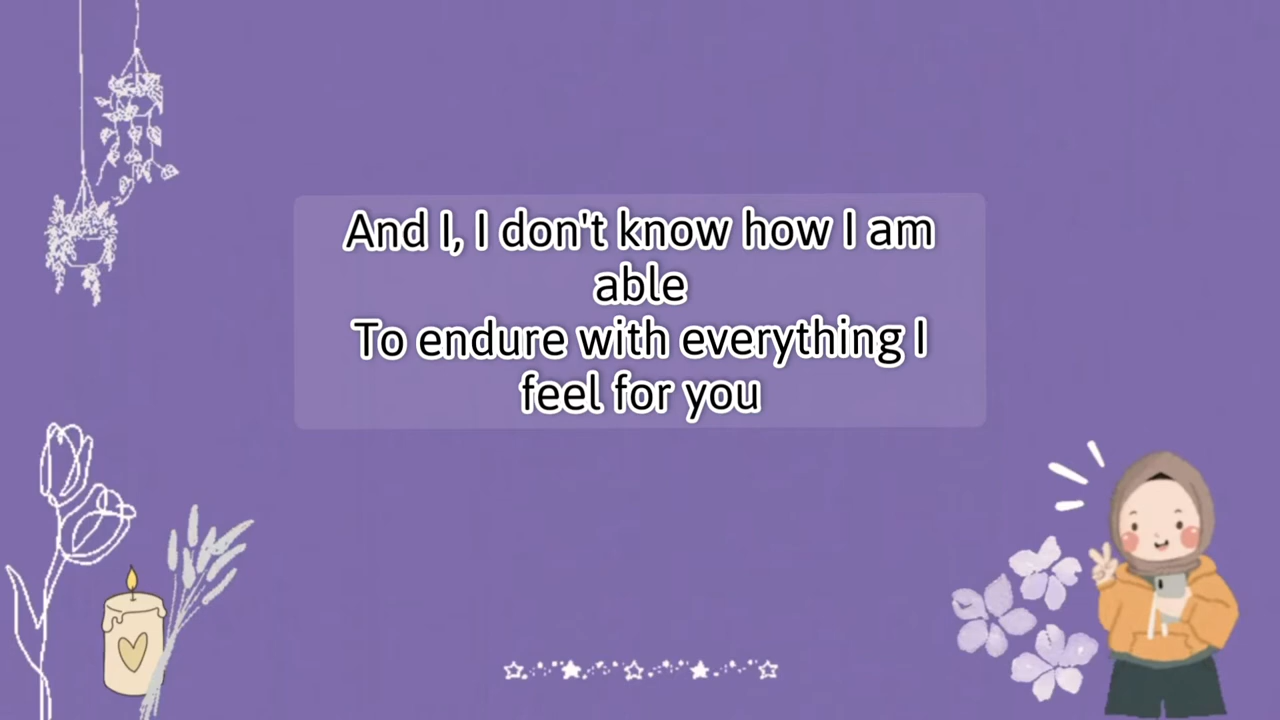 And I, I don't know how I am
able
To endure with everything I
feel for you